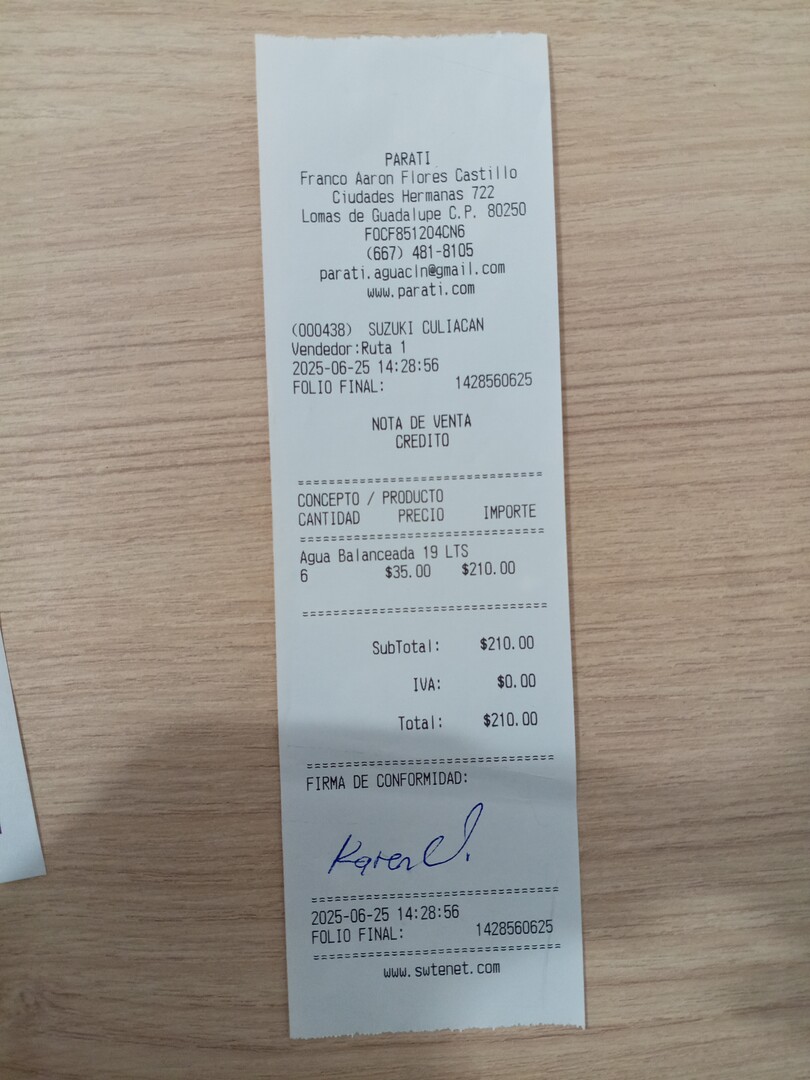 PARATI
Franco Aaron Flores Castillo
Ciudades Hermanas 722
Lomas de Guadalupe C.P. 80250
FOCF851204CN6
(667) 481-8105
parati.aguacln@gmail.com
www.parati.com
(000438) SUZUKI CULIACAN
Vendedor:Ruta 1
2025-06-25 14:28:56
FOLIO FINAL: 1428560625
NOTA DE VENTA
CREDITO
================================
CONCEPTO / PRODUCTO
CANTIDAD PRECIO IMPORTE
================================
Agua Balanceada 19 LTS
6 $35.00 $210.00
================================
SubTotal: $210.00
IVA: $0.00
Total: $210.00
================================
FIRMA DE CONFORMIDAD:
Karen
================================
2025-06-25 14:28:56
FOLIO FINAL: 1428560625
================================
www.swtenet.com